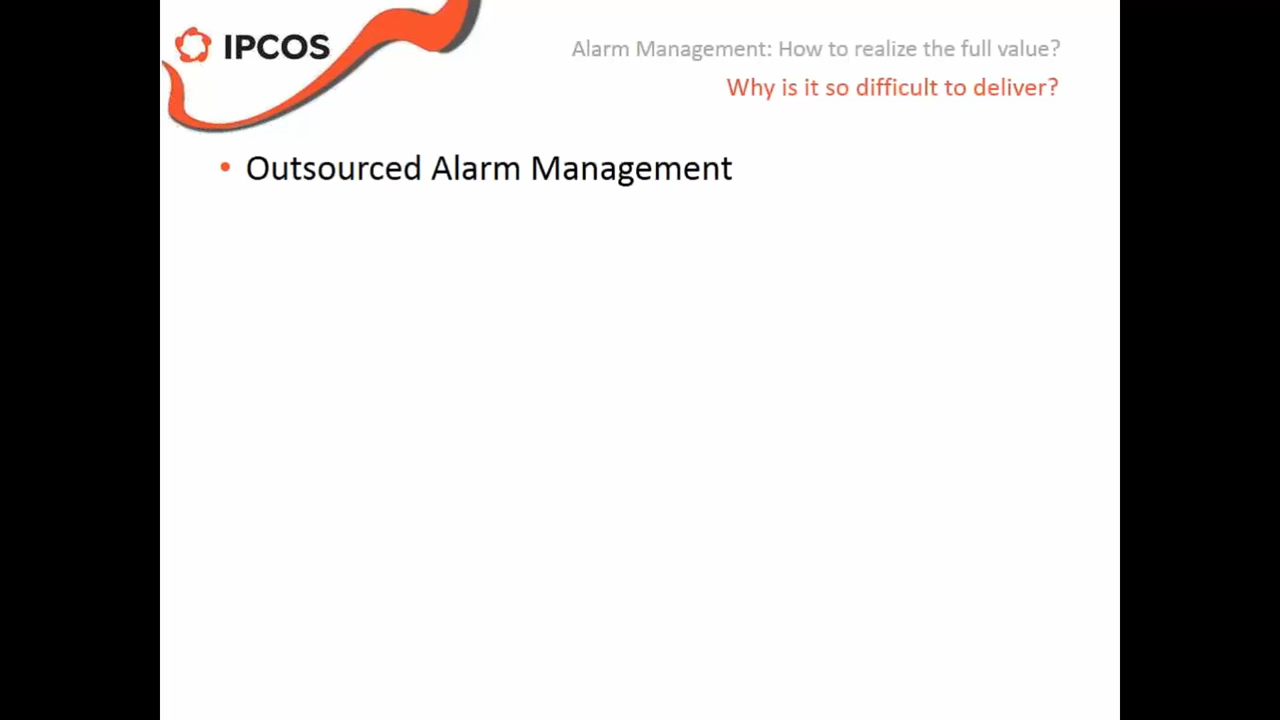 IPCOS
Alarm Management: How to realize the full value?
Why is it so difficult to deliver?
• Outsourced Alarm Management